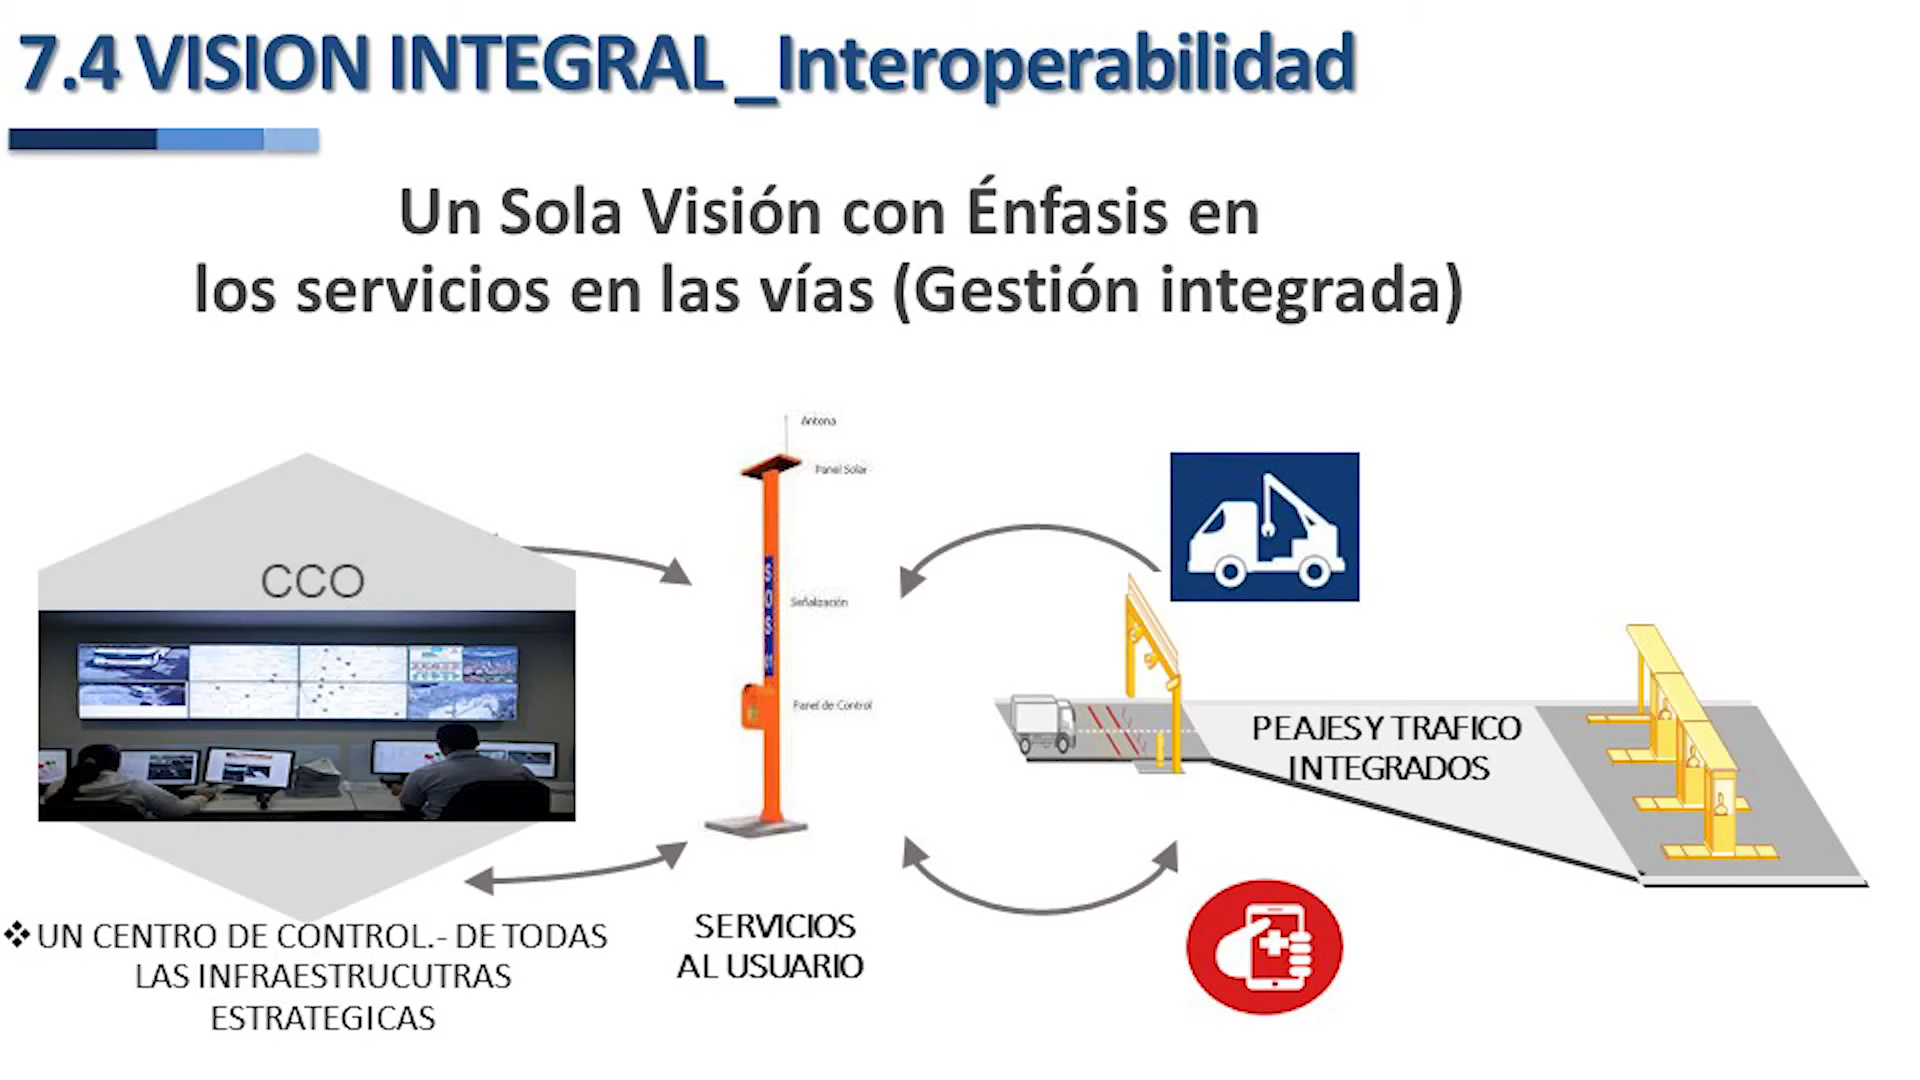 7.4 VISION INTEGRAL _Interoperabilidad
Un Sola Visión con Énfasis en
los servicios en las vías (Gestión integrada)
Antena
Panel Solar
CCO
SOS
Señalización
Panel de Control
PEAJES Y TRAFICO
INTEGRADOS
❖ UN CENTRO DE CONTROL.- DE TODAS
LAS INFRAESTRUCUTRAS
ESTRATEGICAS
SERVICIOS
AL USUARIO